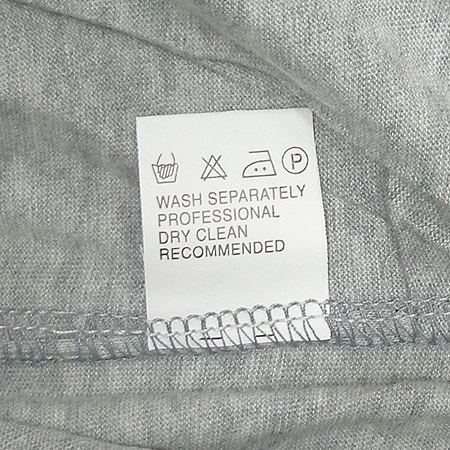 P
WASH SEPARATELY
PROFESSIONAL
DRY CLEAN
RECOMMENDED